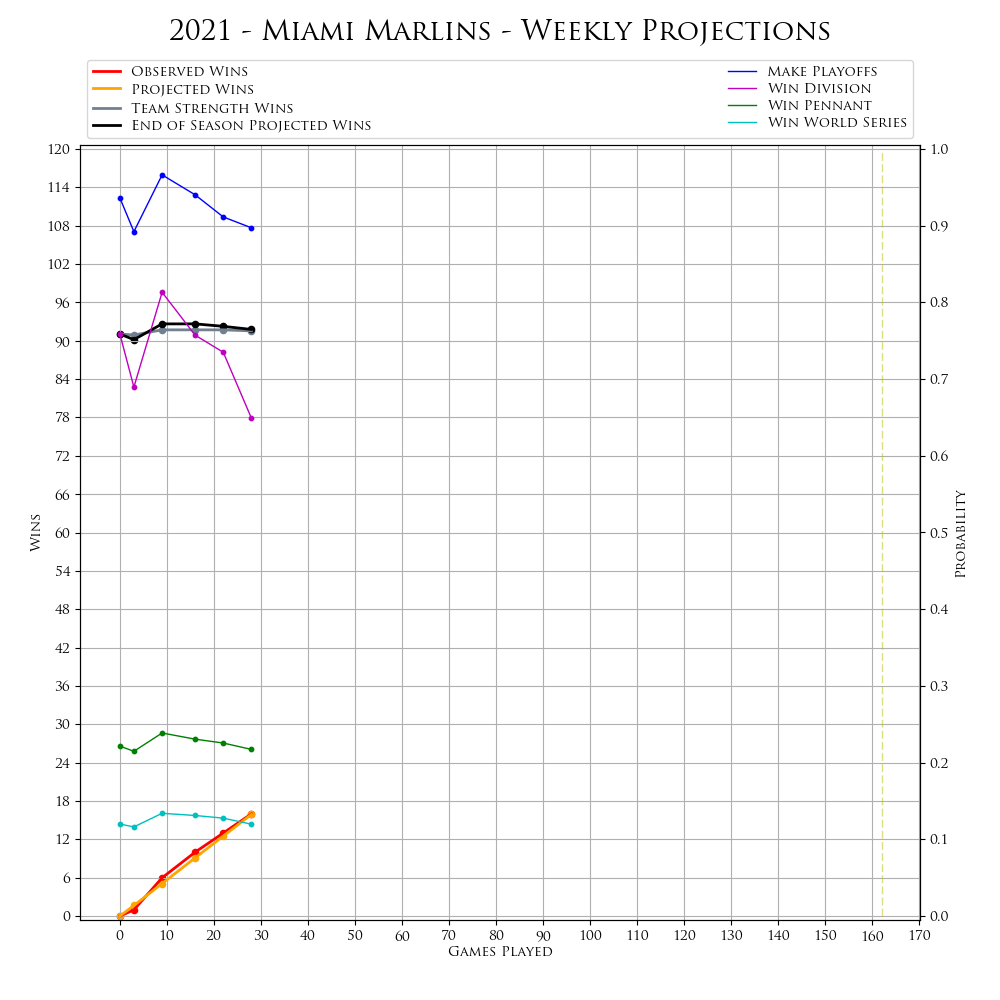 2021 - Miami Marlins - Weekly Projections
Observed Wins
Projected Wins
Team Strength Wins
End of Season Projected Wins
Make Playoffs
Win Division
Win Pennant
Win World Series
120
114
108
102
96
90
84
78
72
66
60
54
48
42
36
30
24
18
12
6
0
Wins
1.0
0.9
0.8
0.7
0.6
0.5
0.4
0.3
0.2
0.1
0.0
Probability
0 10 20 30 40 50 60 70 80 90 100 110 120 130 140 150 160 170
Games Played